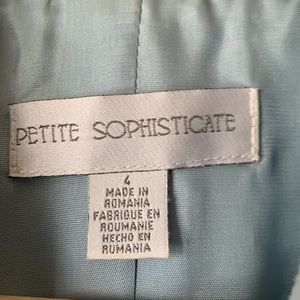 PETITE SOPHISTICATE
4
MADE IN
ROMANIA
FABRIQUE EN
ROUMANIE
HECHO EN
RUMANIA